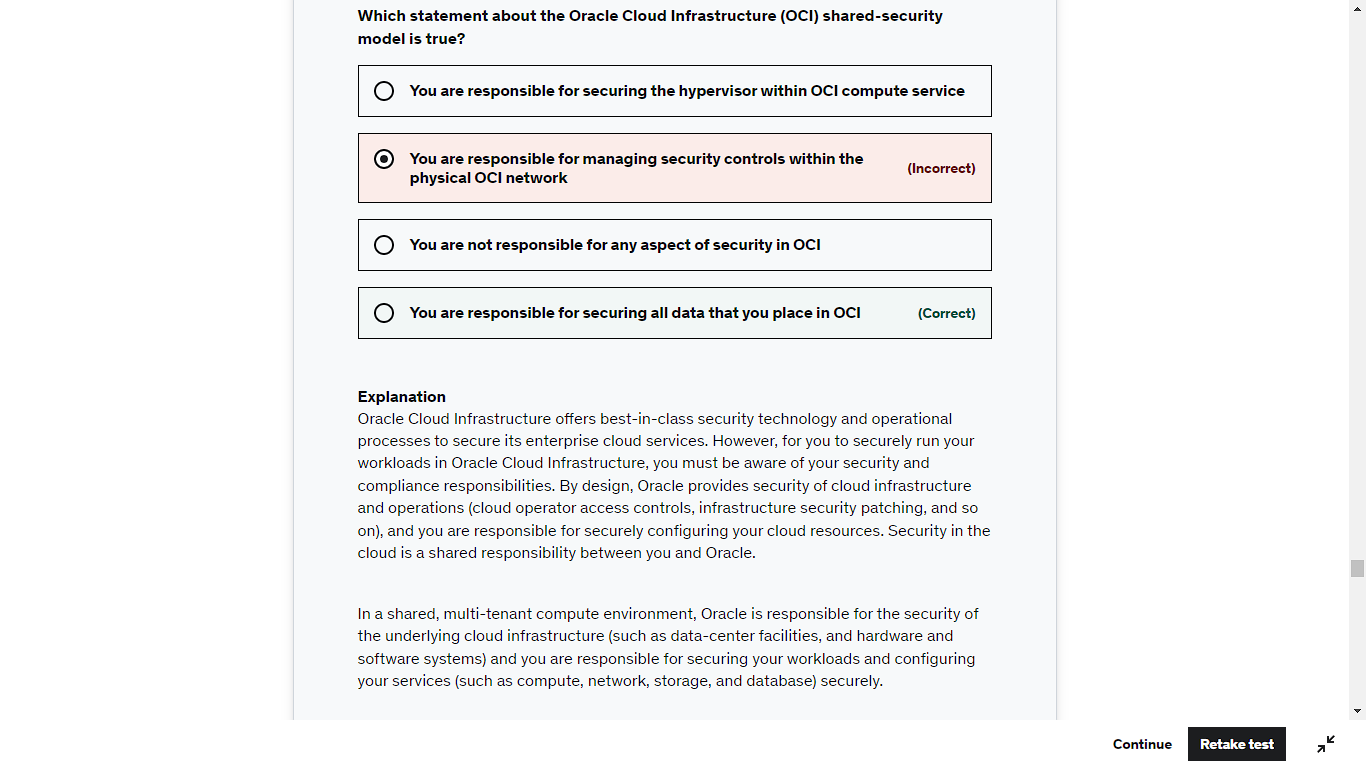 Which statement about the Oracle Cloud Infrastructure (OCI) shared-security
model is true?
You are responsible for securing the hypervisor within OCI compute service
You are responsible for managing security controls within the
physical OCI network
(Incorrect)
You are not responsible for any aspect of security in OCI
You are responsible for securing all data that you place in OCI
(Correct)
Explanation
Oracle Cloud Infrastructure offers best-in-class security technology and operational
processes to secure its enterprise cloud services. However, for you to securely run your
workloads in Oracle Cloud Infrastructure, you must be aware of your security and
compliance responsibilities. By design, Oracle provides security of cloud infrastructure
and operations (cloud operator access controls, infrastructure security patching, and so
on), and you are responsible for securely configuring your cloud resources. Security in the
cloud is a shared responsibility between you and Oracle.
In a shared, multi-tenant compute environment, Oracle is responsible for the security of
the underlying cloud infrastructure (such as data-center facilities, and hardware and
software systems) and you are responsible for securing your workloads and configuring
your services (such as compute, network, storage, and database) securely.
Continue
Retake test